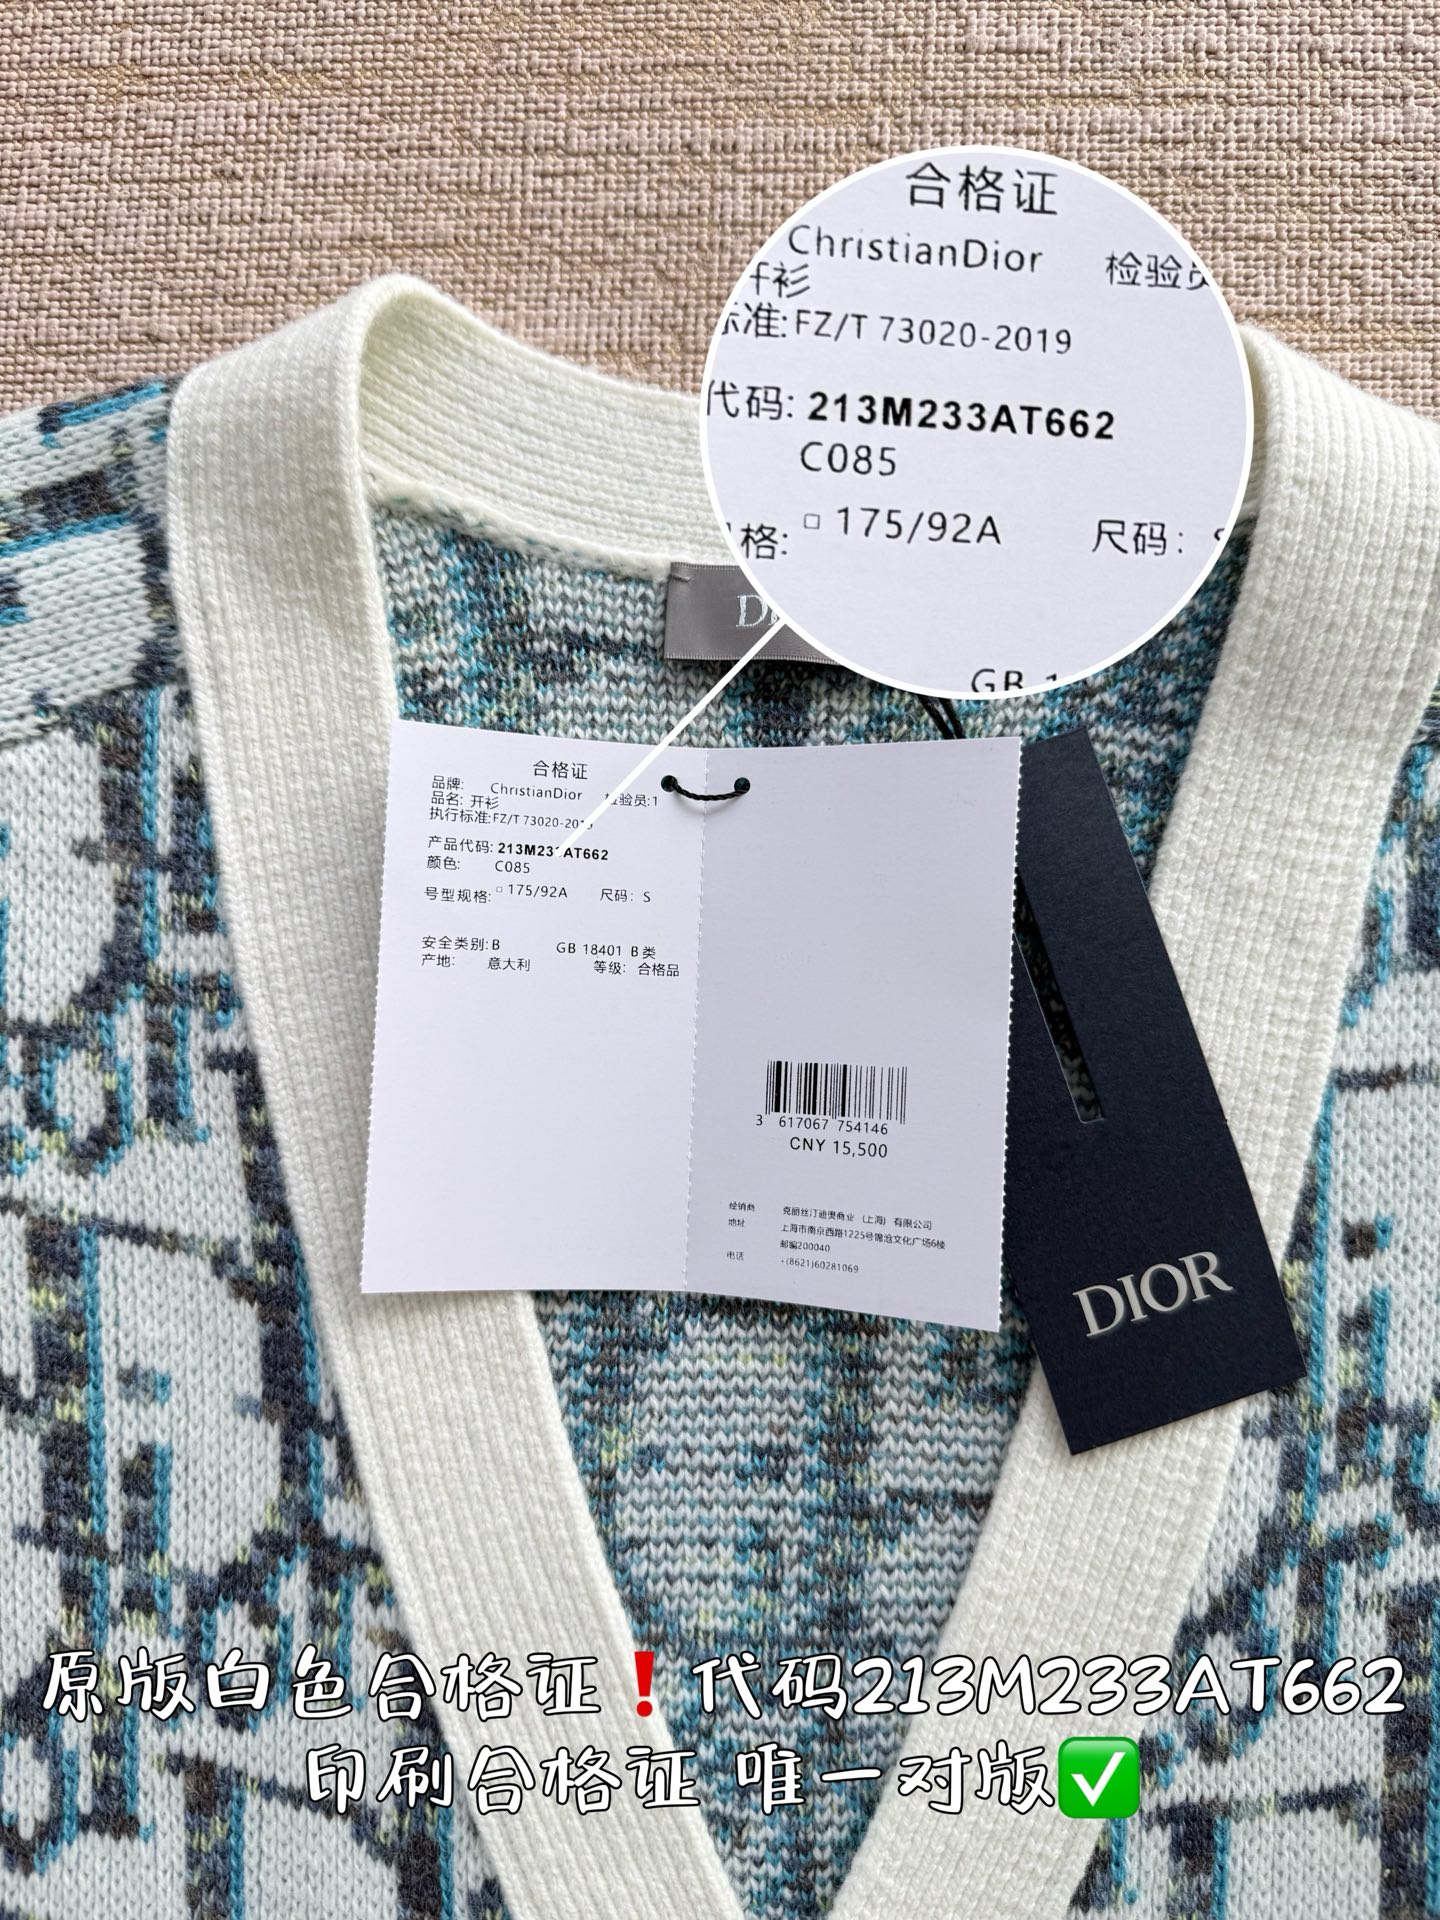 合格证
ChristianDior 检验员
开衫
标准:FZ/T 73020-2019
代码: 213M233AT662
C085
格: □ 175/92A 尺码:
GB 1
合格证
品牌: ChristianDior 检验员:1
品名: 开衫
执行标准:FZ/T 73020-2019
产品代码: 213M233AT662
颜色: C085
号型规格: □ 175/92A 尺码: S
安全类别:B GB 18401 B类
产地: 意大利 等级: 合格品
3 617067 754146
CNY 15,500
经销商 克丽丝汀迪奥商业(上海)有限公司
地址 上海市南京西路1225号锦沧文化广场6楼
邮编200040
电话 +(8621)60281069
DIOR
原版白色合格证❗代码213M233AT662
印刷合格证 唯一对版✅